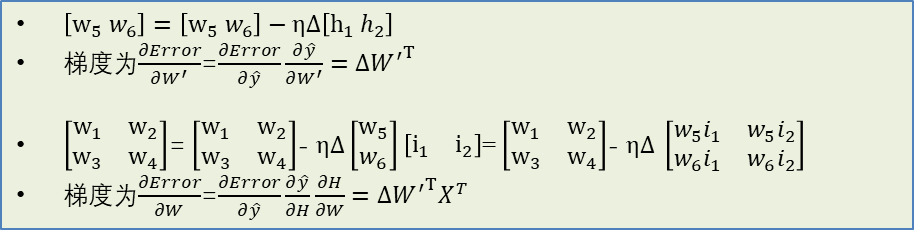 • [w₅ w₆] = [w₅ w₆] − ηΔ[h₁ h₂]
• 梯度为 ∂Error/∂W′ = ∂Error/∂ŷ ∂ŷ/∂W′ = ΔW′ᵀ
• [w₁ w₂; w₃ w₄] = [w₁ w₂; w₃ w₄] - ηΔ [w₅; w₆] [i₁ i₂] = [w₁ w₂; w₃ w₄] - ηΔ [w₅i₁ w₅i₂; w₆i₁ w₆i₂]
• 梯度为 ∂Error/∂W = ∂Error/∂ŷ ∂ŷ/∂H ∂H/∂W = ΔW′ᵀXᵀ